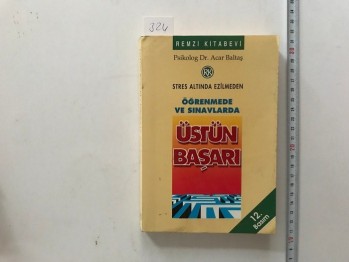 324
REMZİ KİTABEVİ
Psikolog Dr. Acar Baltaş
RK
STRES ALTINDA EZİLMEDEN
ÖĞRENMEDE
VE SINAVLARDA
ÜSTÜN
BAŞARI
12.
Basım